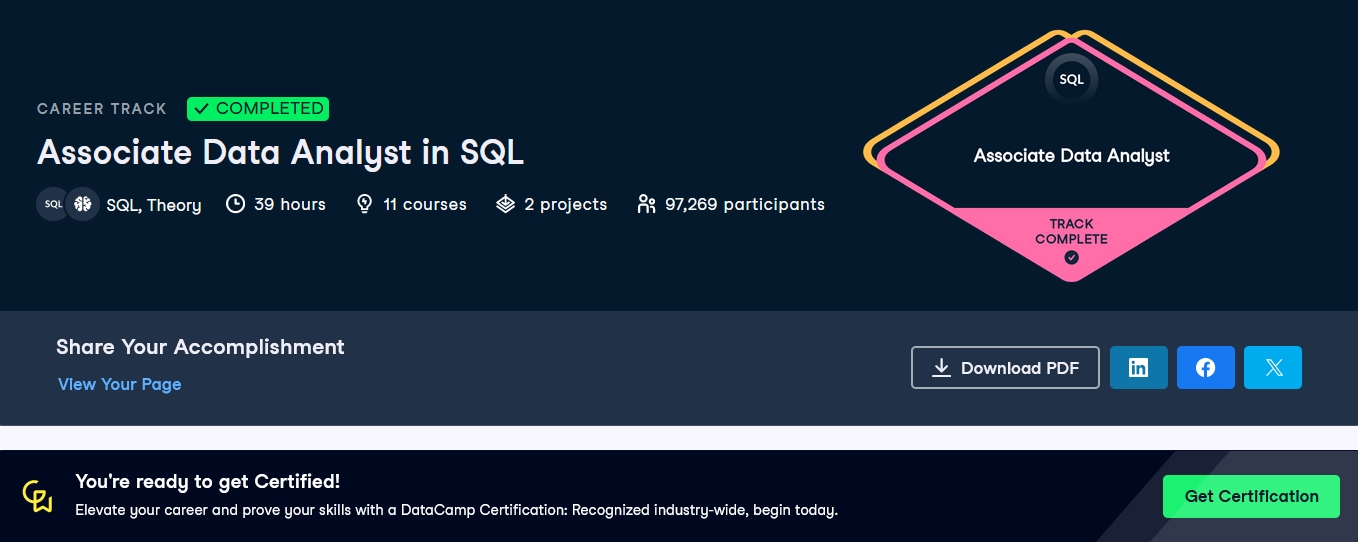 CAREER TRACK COMPLETED
Associate Data Analyst in SQL
SQL SQL, Theory 39 hours 11 courses 2 projects 97,269 participants
SQL
Associate Data Analyst
TRACK
COMPLETE
Share Your Accomplishment
View Your Page
Download PDF
You're ready to get Certified!
Elevate your career and prove your skills with a DataCamp Certification: Recognized industry-wide, begin today.
Get Certification